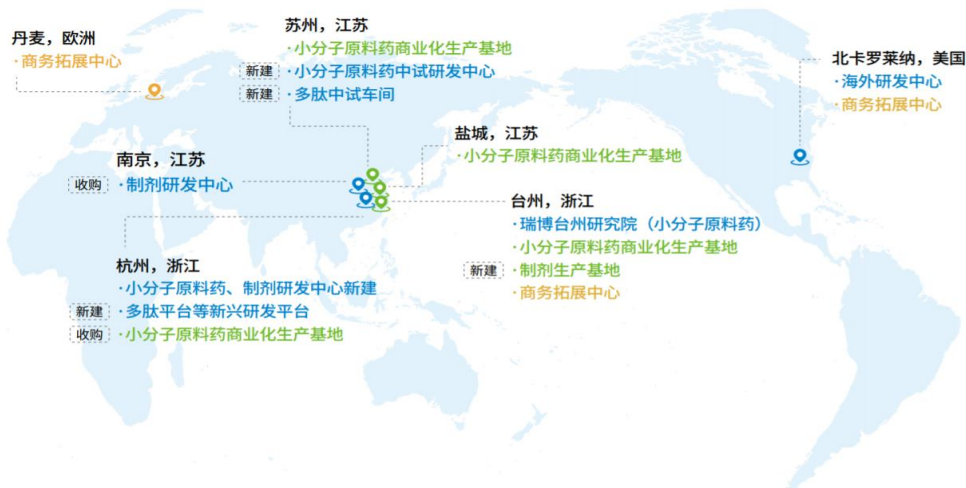 丹麦，欧洲
·商务拓展中心
苏州，江苏
·小分子原料药商业化生产基地
新建 ·小分子原料药中试研发中心
新建 ·多肽中试车间
北卡罗莱纳，美国
·海外研发中心
·商务拓展中心
盐城，江苏
·小分子原料药商业化生产基地
南京，江苏
收购 ·制剂研发中心
台州，浙江
·瑞博台州研究院（小分子原料药）
·小分子原料药商业化生产基地
新建 ·制剂生产基地
·商务拓展中心
杭州，浙江
·小分子原料药、制剂研发中心新建
新建 ·多肽平台等新兴研发平台
收购 ·小分子原料药商业化生产基地